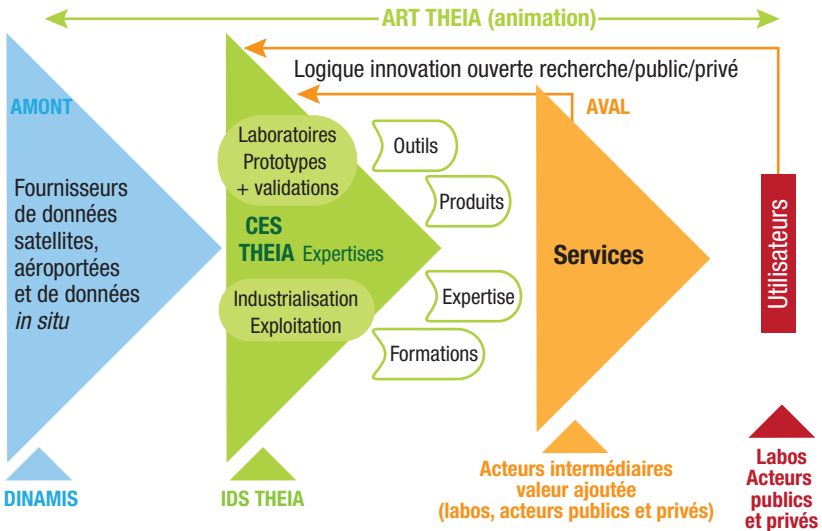 ART THEIA (animation)
Logique innovation ouverte recherche/public/privé
AMONT
Fournisseurs
de données
satellites,
aéroportées
et de données
in situ
DINAMIS
Laboratoires
Prototypes
+ validations
CES
THEIA Expertises
Industrialisation
Exploitation
IDS THEIA
Outils
Produits
Expertise
Formations
AVAL
Services
Acteurs intermédiaires
valeur ajoutée
(labos, acteurs publics et privés)
Utilisateurs
Labos
Acteurs
publics
et privés